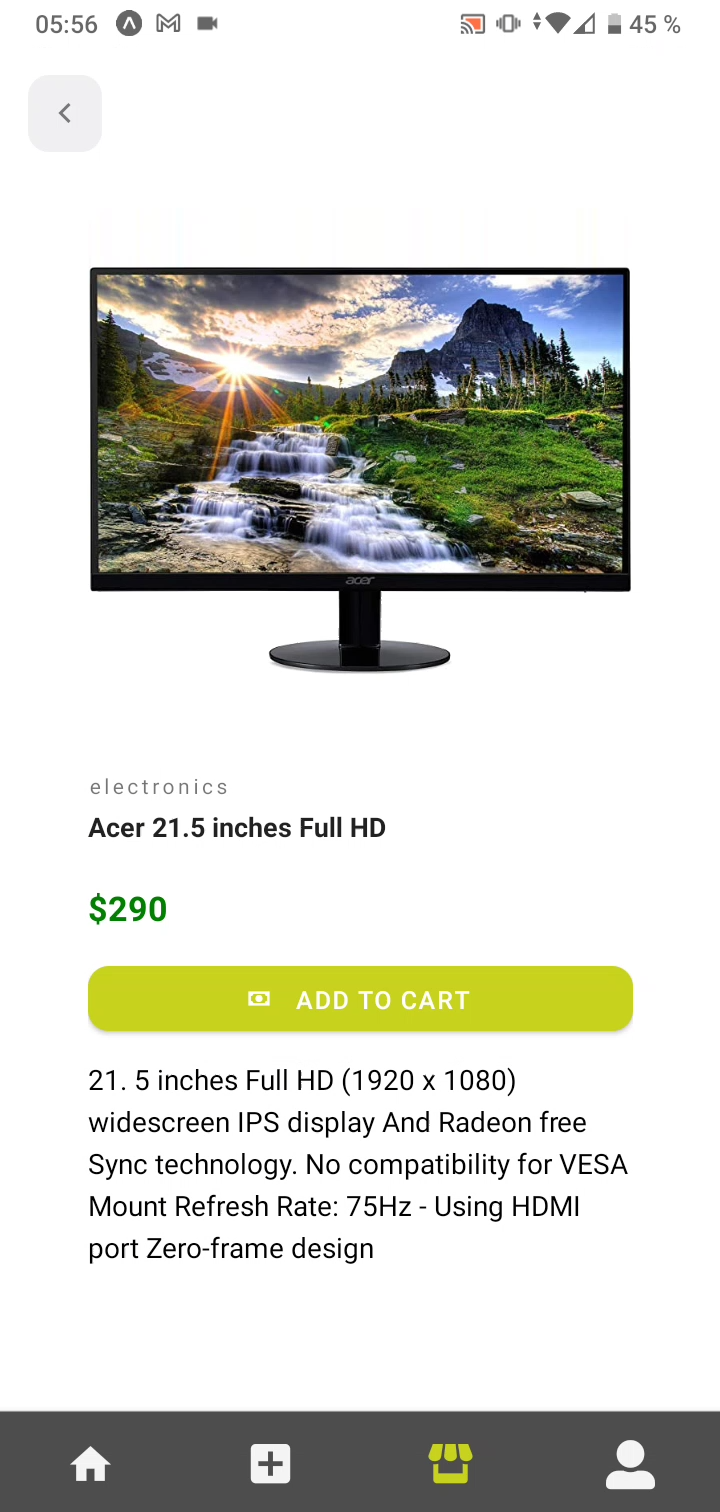 05:56
45 %
acer
electronics
Acer 21.5 inches Full HD
$290
ADD TO CART
21. 5 inches Full HD (1920 x 1080)
widescreen IPS display And Radeon free
Sync technology. No compatibility for VESA
Mount Refresh Rate: 75Hz - Using HDMI
port Zero-frame design